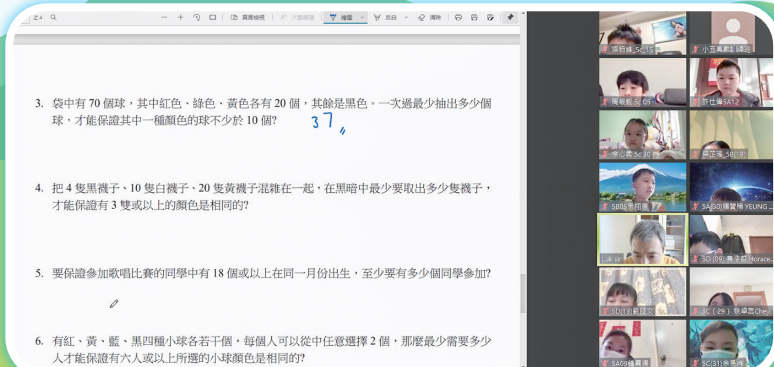 頁面檢視
繪圖
反白
清除
3. 袋中有 70 個球，其中紅色、綠色、黃色各有 20 個，其餘是黑色。一次過最少抽出多少個
球，才能保證其中一種顏色的球不少於 10 個?
37
4. 把 4 隻黑襪子、10 隻白襪子、20 隻黃襪子混雜在一起，在黑暗中最少要取出多少隻襪子，
才能保證有 3 雙或以上的顏色是相同的?
5. 要保證參加歌唱比賽的同學中有 18 個或以上在同一月份出生，至少要有多少個同學參加?
6. 有紅、黃、藍、黑四種小球各若干個，每個人可以從中任意選擇 2 個，那麼最少需要多少
人才能保證有六人或以上所選的小球顏色是相同的?